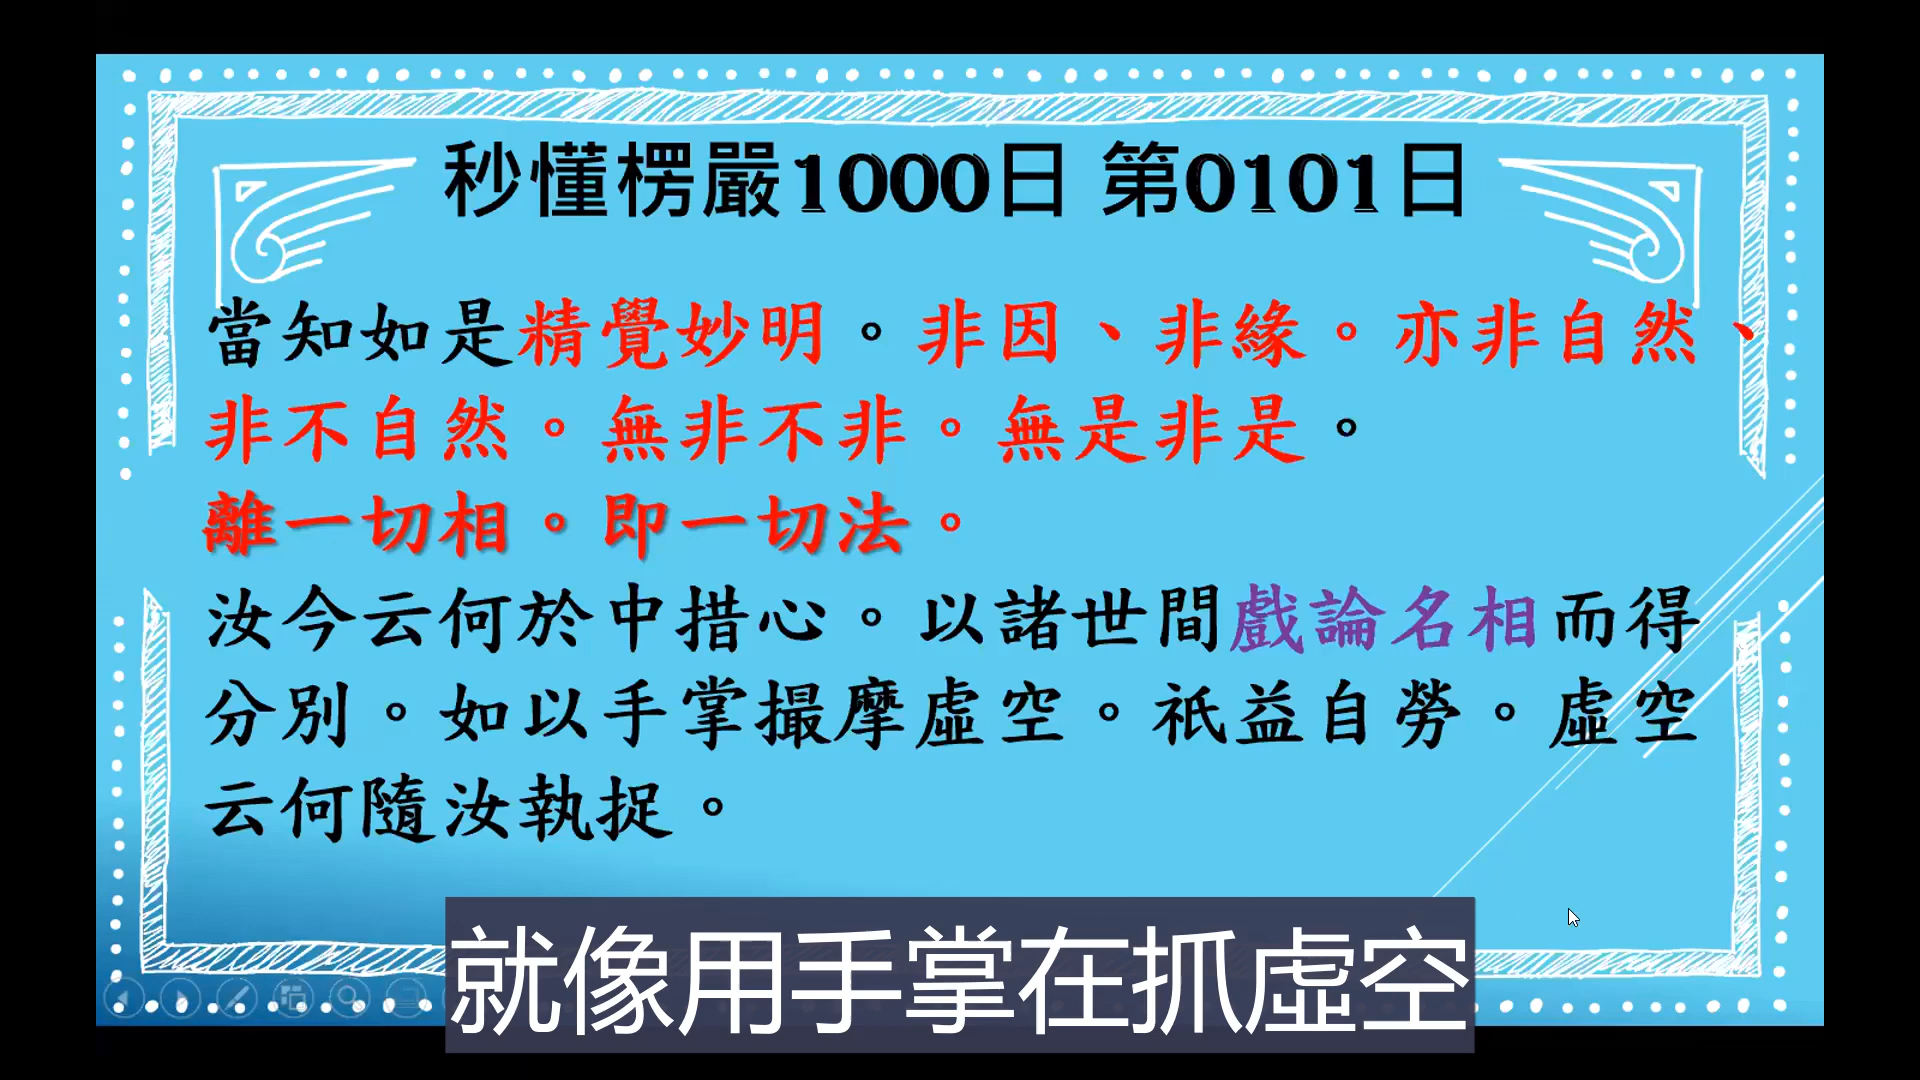 秒懂楞嚴1000日 第0101日
當知如是精覺妙明。非因、非緣。亦非自然、
非不自然。無非不非。無是非是。
離一切相。即一切法。
汝今云何於中措心。以諸世間戲論名相而得
分別。如以手掌撮摩虛空。祇益自勞。虛空
云何隨汝執捉。
就像用手掌在抓虛空